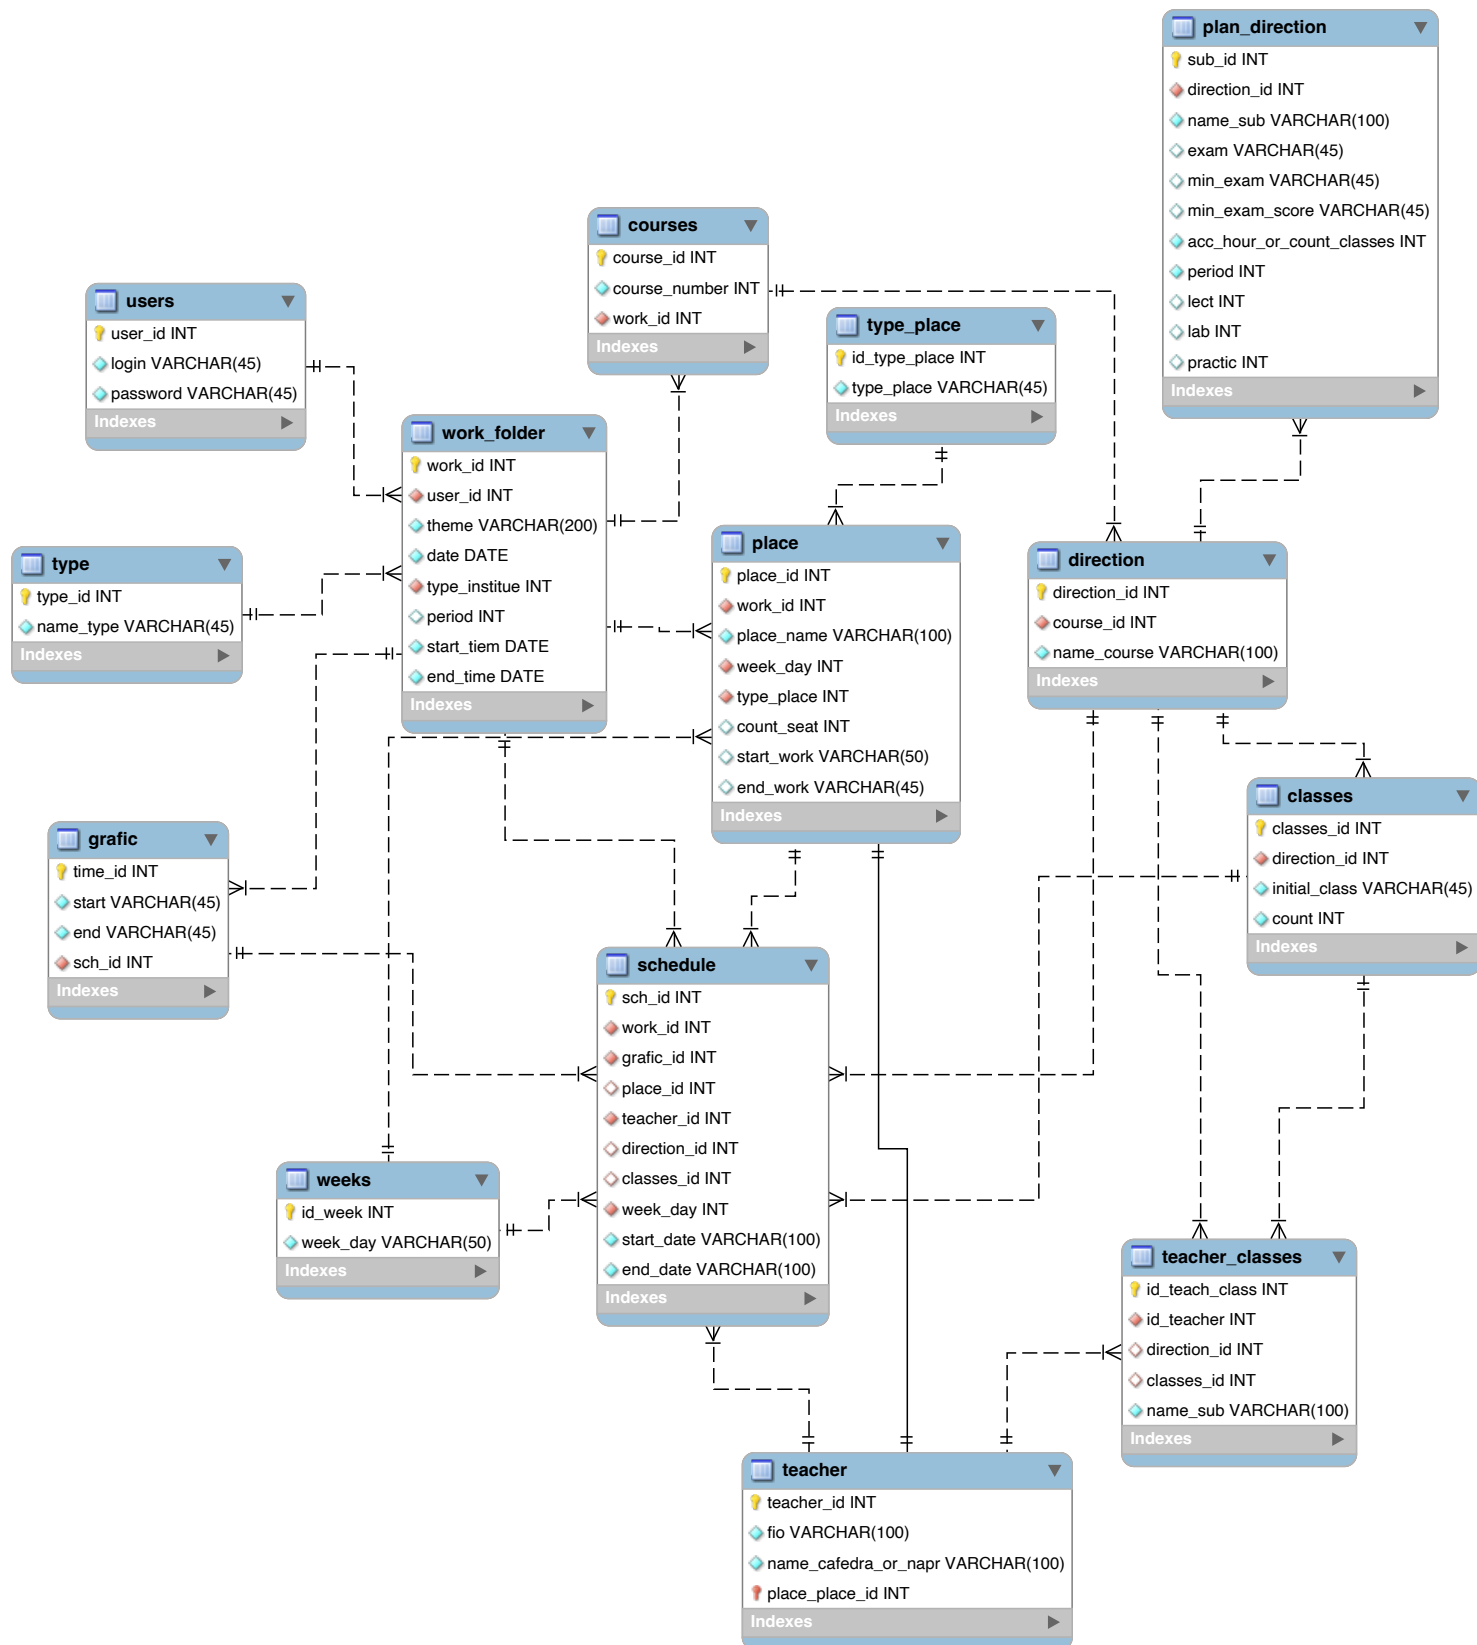 plan_direction
sub_id INT
direction_id INT
name_sub VARCHAR(100)
exam VARCHAR(45)
min_exam VARCHAR(45)
min_exam_score VARCHAR(45)
acc_hour_or_count_classes INT
period INT
lect INT
lab INT
practic INT
Indexes
courses
course_id INT
course_number INT
work_id INT
Indexes
users
user_id INT
login VARCHAR(45)
password VARCHAR(45)
Indexes
type_place
id_type_place INT
type_place VARCHAR(45)
Indexes
work_folder
work_id INT
user_id INT
theme VARCHAR(200)
date DATE
type_institue INT
period INT
start_tiem DATE
end_time DATE
Indexes
type
type_id INT
name_type VARCHAR(45)
Indexes
place
place_id INT
work_id INT
place_name VARCHAR(100)
week_day INT
type_place INT
count_seat INT
start_work VARCHAR(50)
end_work VARCHAR(45)
Indexes
direction
direction_id INT
course_id INT
name_course VARCHAR(100)
Indexes
classes
classes_id INT
direction_id INT
initial_class VARCHAR(45)
count INT
Indexes
grafic
time_id INT
start VARCHAR(45)
end VARCHAR(45)
sch_id INT
Indexes
schedule
sch_id INT
work_id INT
grafic_id INT
place_id INT
teacher_id INT
direction_id INT
classes_id INT
week_day INT
start_date VARCHAR(100)
end_date VARCHAR(100)
Indexes
weeks
id_week INT
week_day VARCHAR(50)
Indexes
teacher_classes
id_teach_class INT
id_teacher INT
direction_id INT
classes_id INT
name_sub VARCHAR(100)
Indexes
teacher
teacher_id INT
fio VARCHAR(100)
name_cafedra_or_napr VARCHAR(100)
place_place_id INT
Indexes